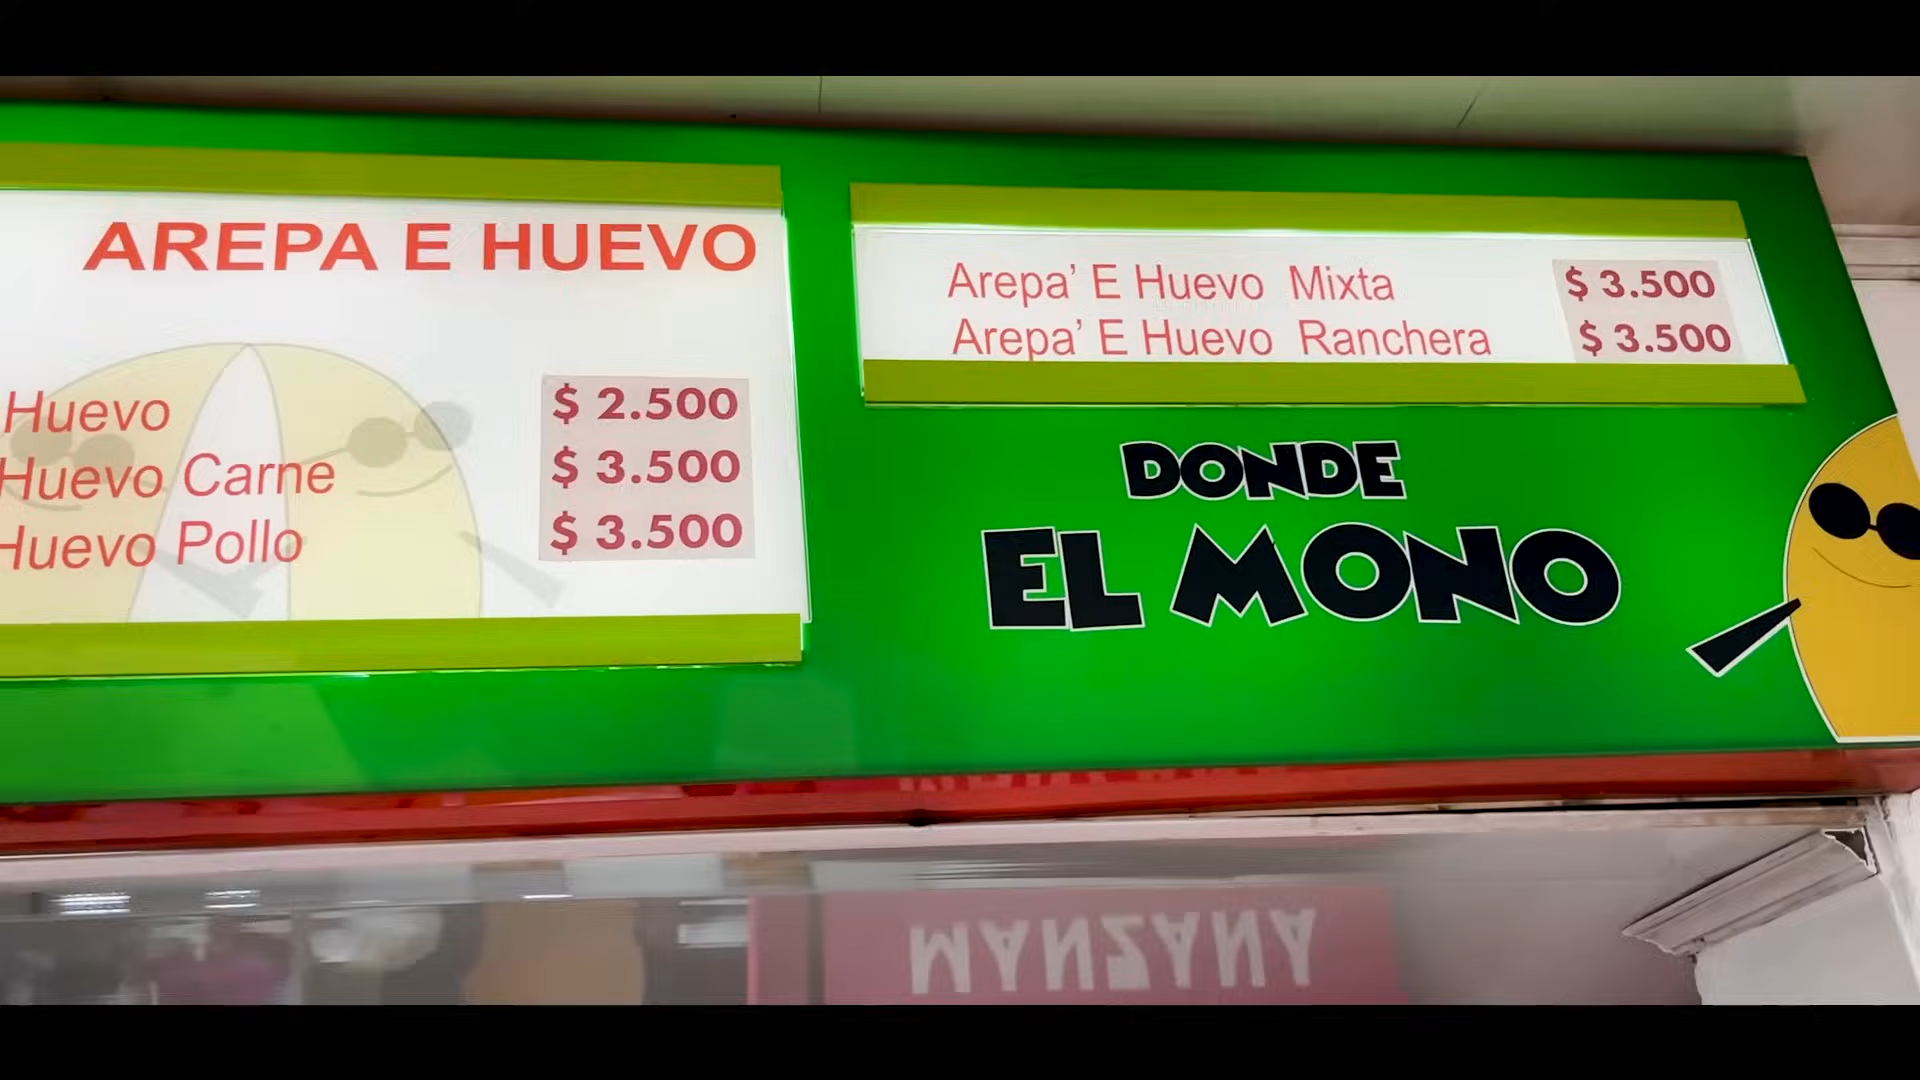 AREPA E HUEVO
Huevo $ 2.500
Huevo Carne $ 3.500
Huevo Pollo $ 3.500
Arepa’ E Huevo Mixta $ 3.500
Arepa’ E Huevo Ranchera $ 3.500
DONDE
EL MONO
MANZANA